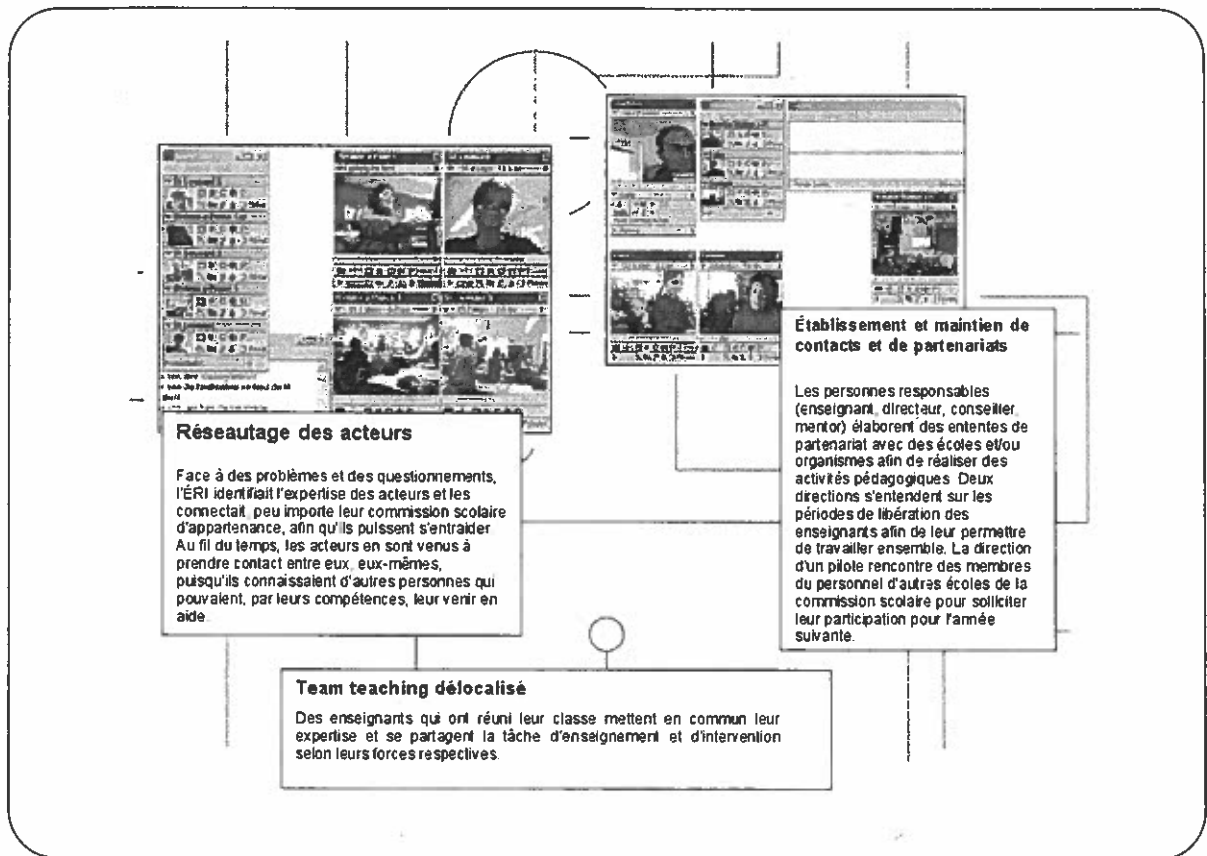 Réseautage des acteurs
Face à des problèmes et des questionnements,
l'ÉRI identifiait l'expertise des acteurs et les
connectait, peu importe leur commission scolaire
d'appartenance, afin qu'ils puissent s'entraider
Au fil du temps, les acteurs en sont venus à
prendre contact entre eux, eux-mêmes,
puisqu'ils connaissaient d'autres personnes qui
pouvaient, par leurs compétences, leur venir en
aide.
Établissement et maintien de
contacts et de partenariats
Les personnes responsables
(enseignant, directeur, conseiller,
mentor) élaborent des ententes de
partenariat avec des écoles et/ou
organismes afin de réaliser des
activités pédagogiques. Deux
directions s'entendent sur les
périodes de libération des
enseignants afin de leur permettre
de travailler ensemble. La direction
d'un pilote rencontre des membres
du personnel d'autres écoles de la
commission scolaire pour solliciter
leur participation pour l'année
suivante.
Team teaching délocalisé
Des enseignants qui ont réuni leur classe mettent en commun leur
expertise et se partagent la tâche d'enseignement et d'intervention
selon leurs forces respectives.